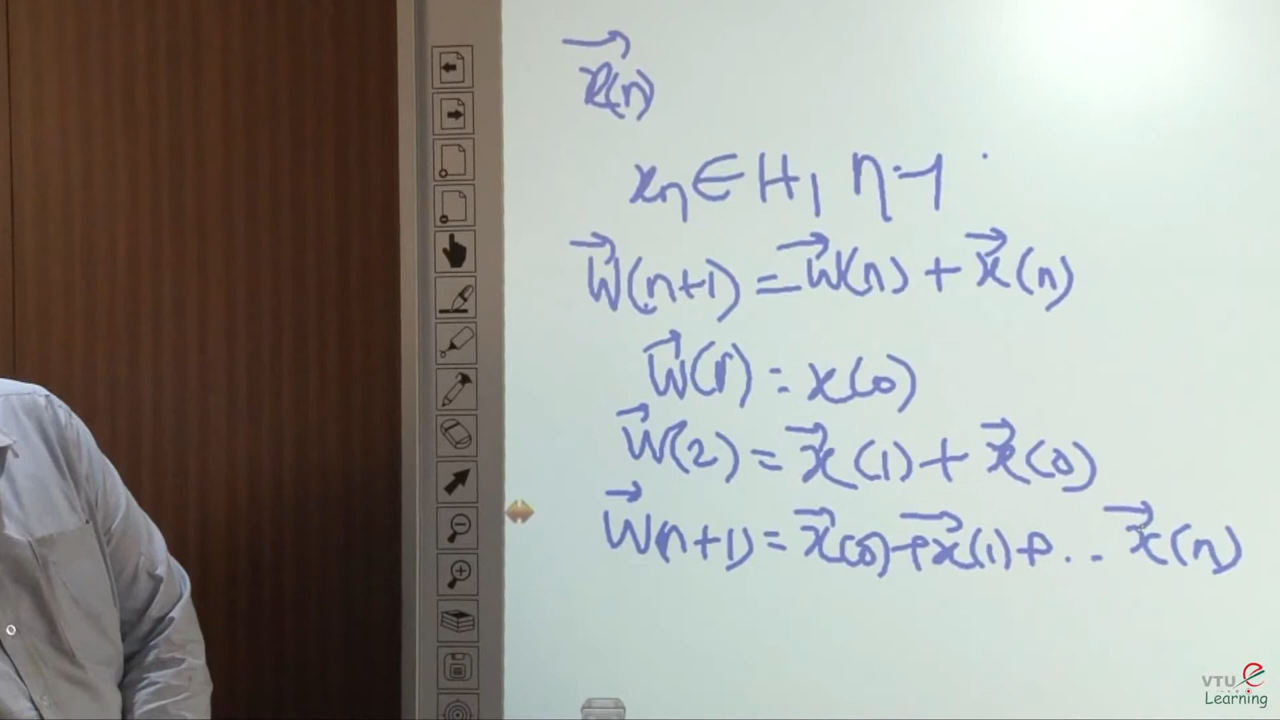 x⃗(n)
xₙ ∈ H₁ η=1
w⃗(n+1) = w⃗(n) + x⃗(n)
w⃗(1) = x(0)
w⃗(2) = x⃗(1) + x⃗(0)
w⃗(n+1) = x⃗(0) + x⃗(1) + .. x⃗(n)
VTU e
Learning